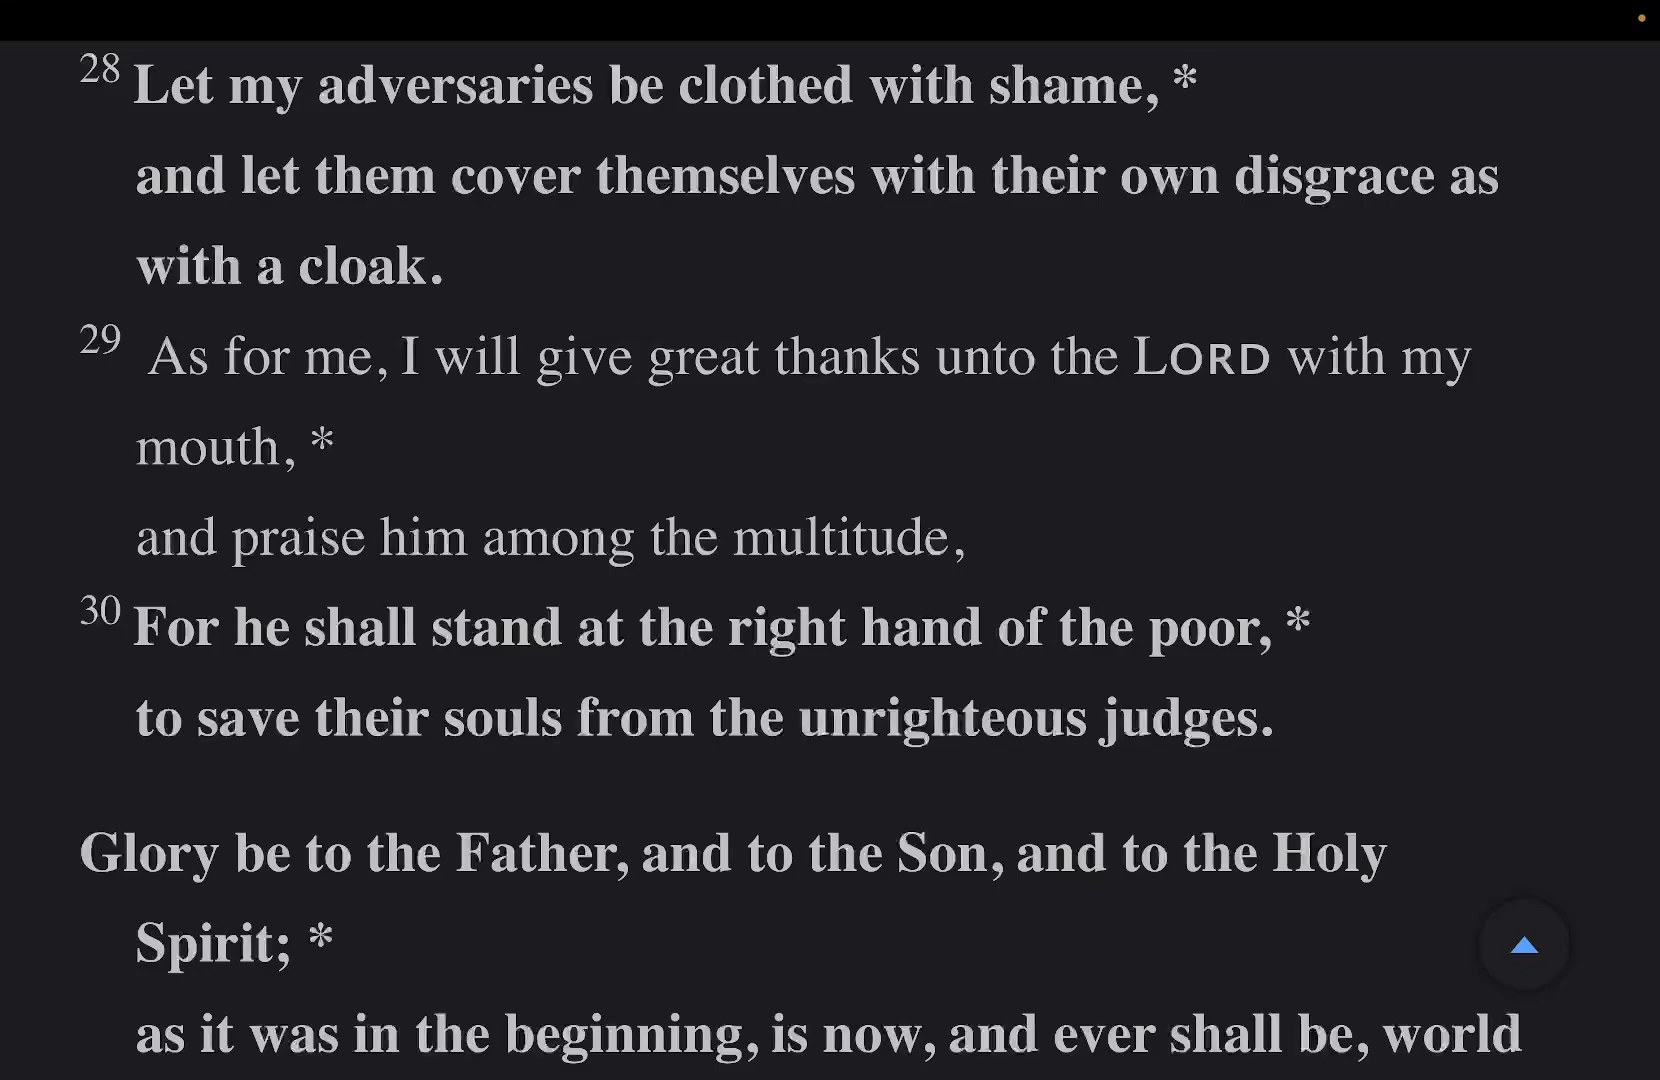 28 Let my adversaries be clothed with shame, *
and let them cover themselves with their own disgrace as
with a cloak.
29 As for me, I will give great thanks unto the LORD with my
mouth, *
and praise him among the multitude,
30 For he shall stand at the right hand of the poor, *
to save their souls from the unrighteous judges.
Glory be to the Father, and to the Son, and to the Holy
Spirit; *
as it was in the beginning, is now, and ever shall be, world